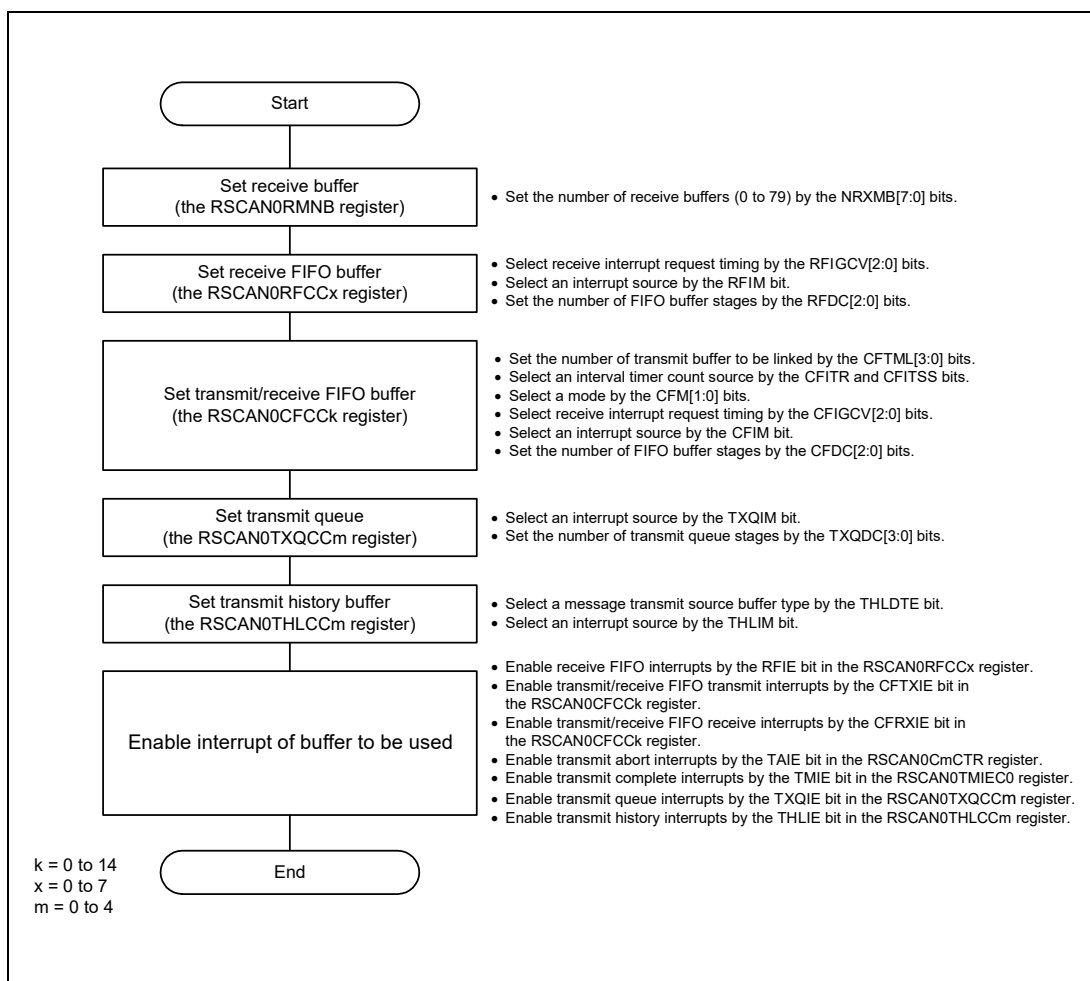 Start
Set receive buffer
(the RSCAN0RMNB register)
• Set the number of receive buffers (0 to 79) by the NRXMB[7:0] bits.
Set receive FIFO buffer
(the RSCAN0RFCCx register)
• Select receive interrupt request timing by the RFIGCV[2:0] bits.
• Select an interrupt source by the RFIM bit.
• Set the number of FIFO buffer stages by the RFDC[2:0] bits.
Set transmit/receive FIFO buffer
(the RSCAN0CFCCk register)
• Set the number of transmit buffer to be linked by the CFTML[3:0] bits.
• Select an interval timer count source by the CFITR and CFITSS bits.
• Select a mode by the CFM[1:0] bits.
• Select receive interrupt request timing by the CFIGCV[2:0] bits.
• Select an interrupt source by the CFIM bit.
• Set the number of FIFO buffer stages by the CFDC[2:0] bits.
Set transmit queue
(the RSCAN0TXQCCm register)
• Select an interrupt source by the TXQIM bit.
• Set the number of transmit queue stages by the TXQDC[3:0] bits.
Set transmit history buffer
(the RSCAN0THLCCm register)
• Select a message transmit source buffer type by the THLDTE bit.
• Select an interrupt source by the THLIM bit.
Enable interrupt of buffer to be used
• Enable receive FIFO interrupts by the RFIE bit in the RSCAN0RFCCx register.
• Enable transmit/receive FIFO transmit interrupts by the CFTXIE bit in
the RSCAN0CFCCk register.
• Enable transmit/receive FIFO receive interrupts by the CFRXIE bit in
the RSCAN0CFCCk register.
• Enable transmit abort interrupts by the TAIE bit in the RSCAN0CmCTR register.
• Enable transmit complete interrupts by the TMIE bit in the RSCAN0TMIEC0 register.
• Enable transmit queue interrupts by the TXQIE bit in the RSCAN0TXQCCm register.
• Enable transmit history interrupts by the THLIE bit in the RSCAN0THLCCm register.
End
k = 0 to 14
x = 0 to 7
m = 0 to 4